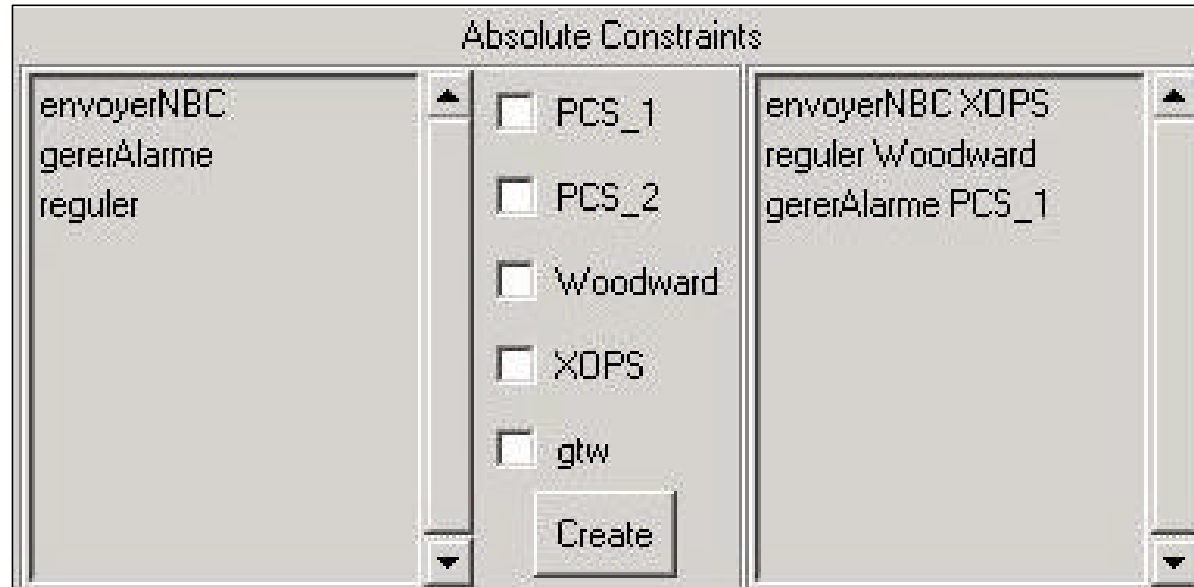 Absolute Constraints
envoyerNBC
gererAlarme
reguler
PCS_1
PCS_2
Woodward
XOPS
gtw
Create
envoyerNBC XOPS
reguler Woodward
gererAlarme PCS_1